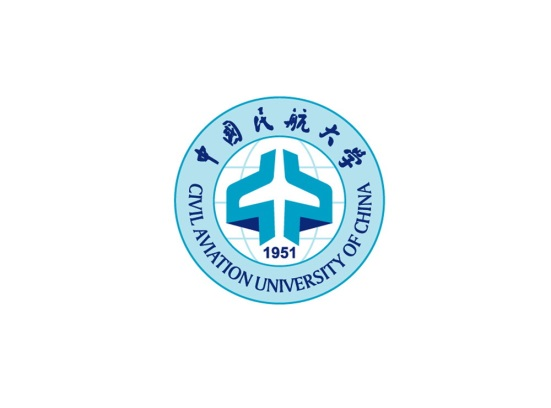 中国民航大学
1951
CIVIL AVIATION UNIVERSITY OF CHINA